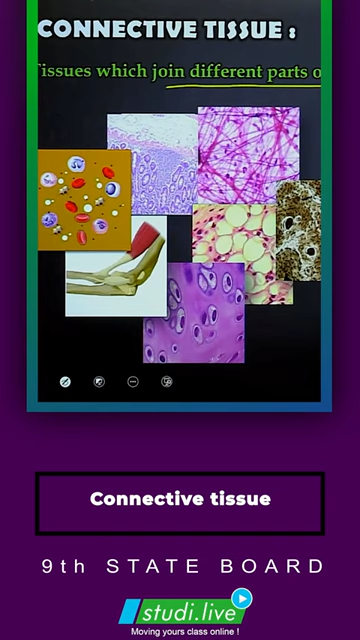 CONNECTIVE TISSUE :
Tissues which join different parts o
Connective tissue
9th STATE BOARD
studi.live
Moving yours class online !